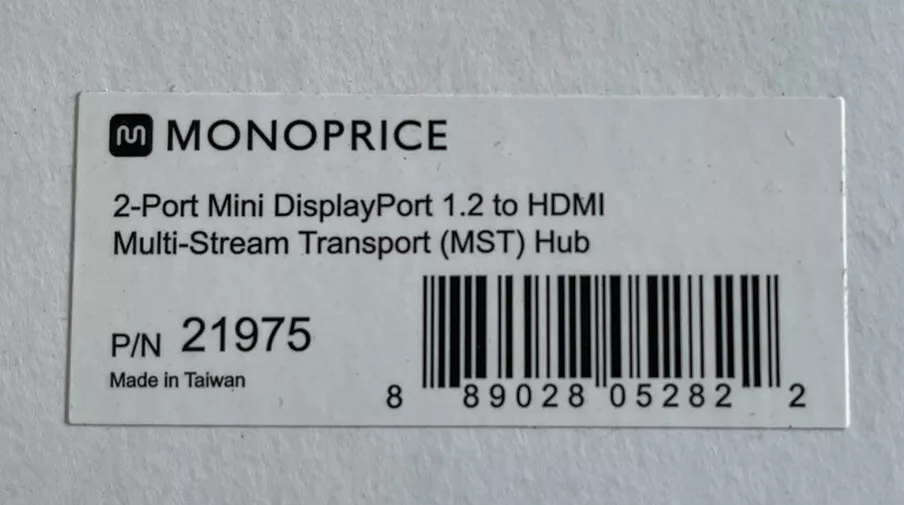 MONOPRICE
2-Port Mini DisplayPort 1.2 to HDMI
Multi-Stream Transport (MST) Hub
P/N 21975
Made in Taiwan
8 89028 05282 2